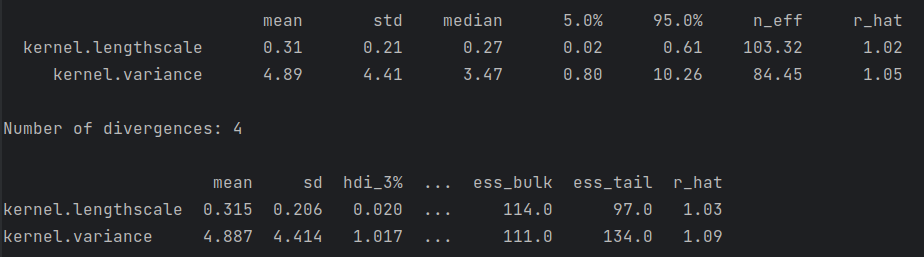 mean std median 5.0% 95.0% n_eff r_hat
kernel.lengthscale 0.31 0.21 0.27 0.02 0.61 103.32 1.02
kernel.variance 4.89 4.41 3.47 0.80 10.26 84.45 1.05
Number of divergences: 4
mean sd hdi_3% ... ess_bulk ess_tail r_hat
kernel.lengthscale 0.315 0.206 0.020 ... 114.0 97.0 1.03
kernel.variance 4.887 4.414 1.017 ... 111.0 134.0 1.09